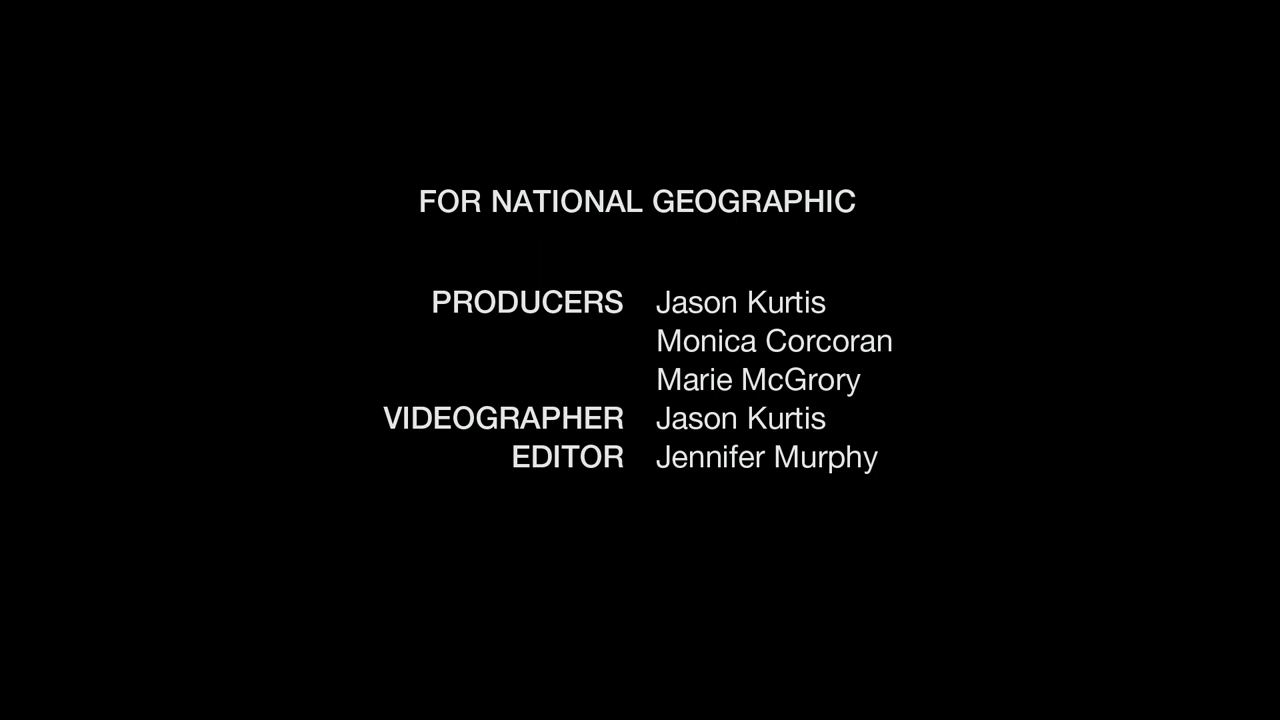 FOR NATIONAL GEOGRAPHIC
PRODUCERS Jason Kurtis
Monica Corcoran
Marie McGrory
VIDEOGRAPHER Jason Kurtis
EDITOR Jennifer Murphy